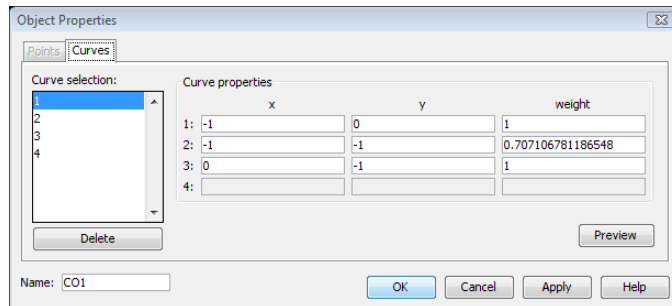 Object Properties
Points Curves
Curve selection:
1
2
3
4
Delete
Curve properties
x y weight
1: -1 0 1
2: -1 -1 0.707106781186548
3: 0 -1 1
4:
Preview
Name: CO1
OK Cancel Apply Help